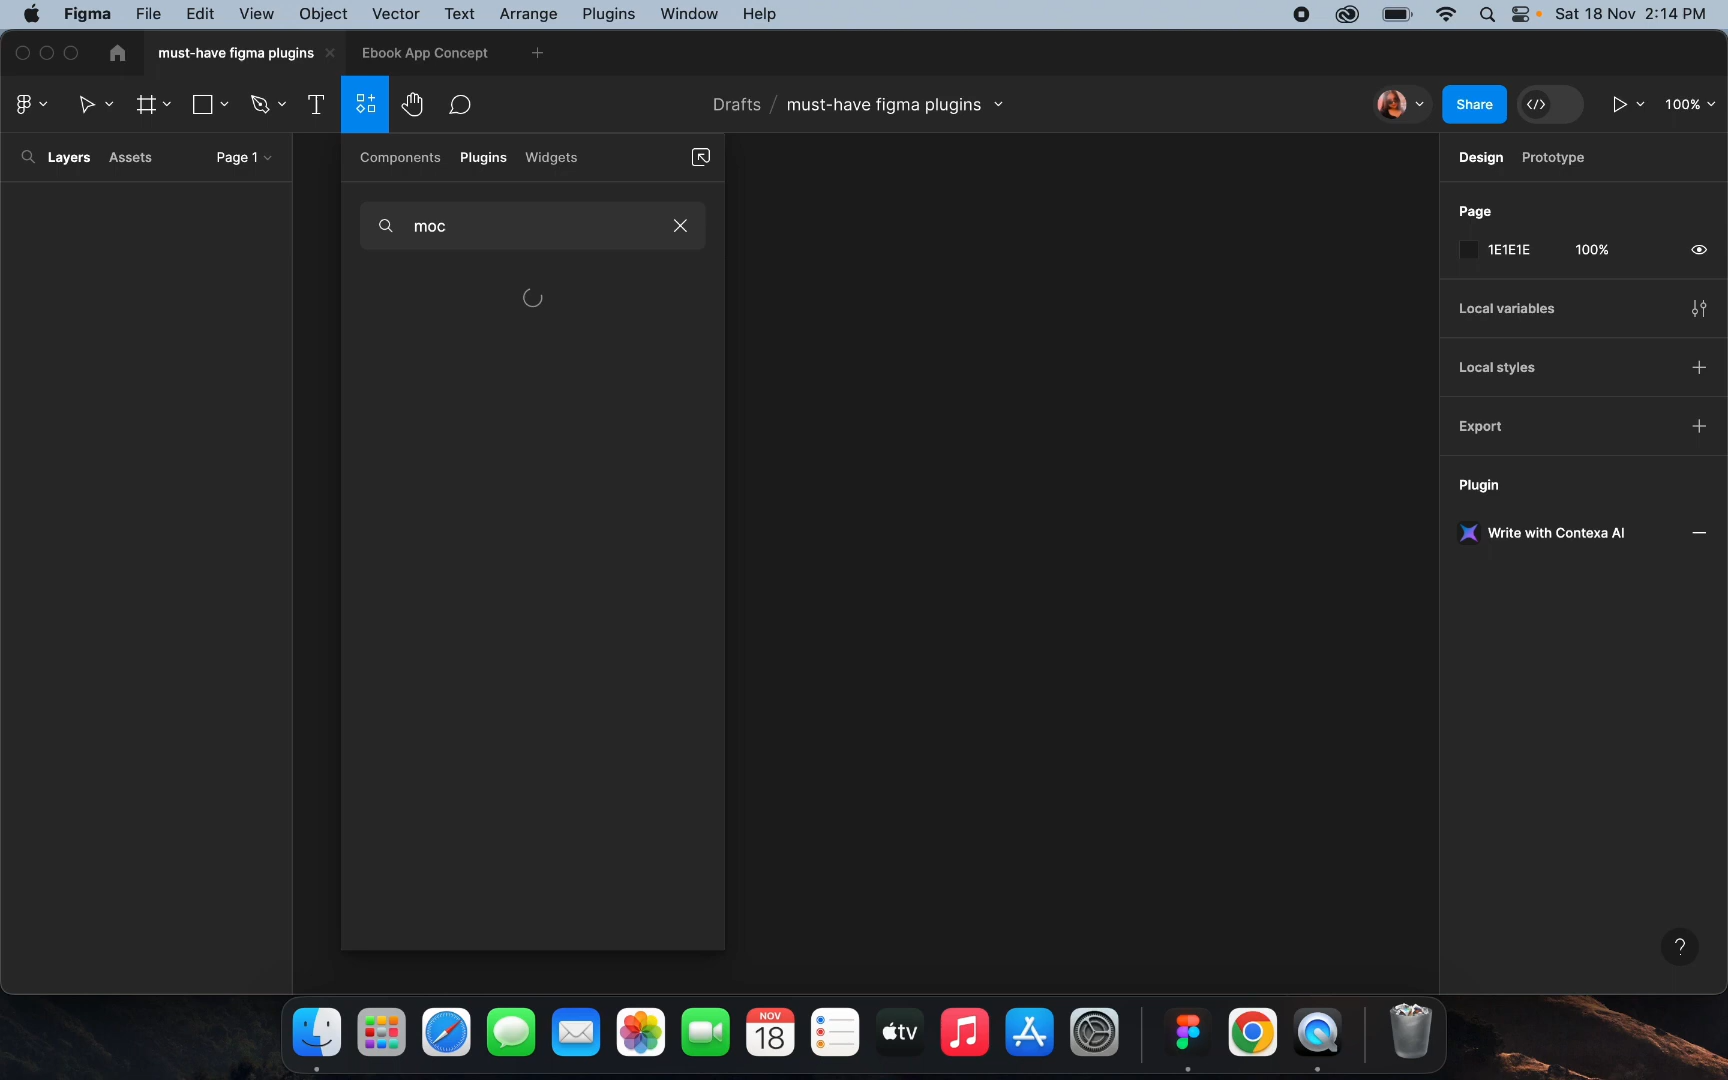 Figma File Edit View Object Vector Text Arrange Plugins Window Help Sat 18 Nov 2:14 PM
must-have figma plugins Ebook App Concept
Drafts / must-have figma plugins Share 100%
Layers Assets Page 1 Components Plugins Widgets Design Prototype
Page
moc
1E1E1E 100%
Local variables
Local styles
Export
Plugin
Write with Contexa AI
?
NOV
18
tv